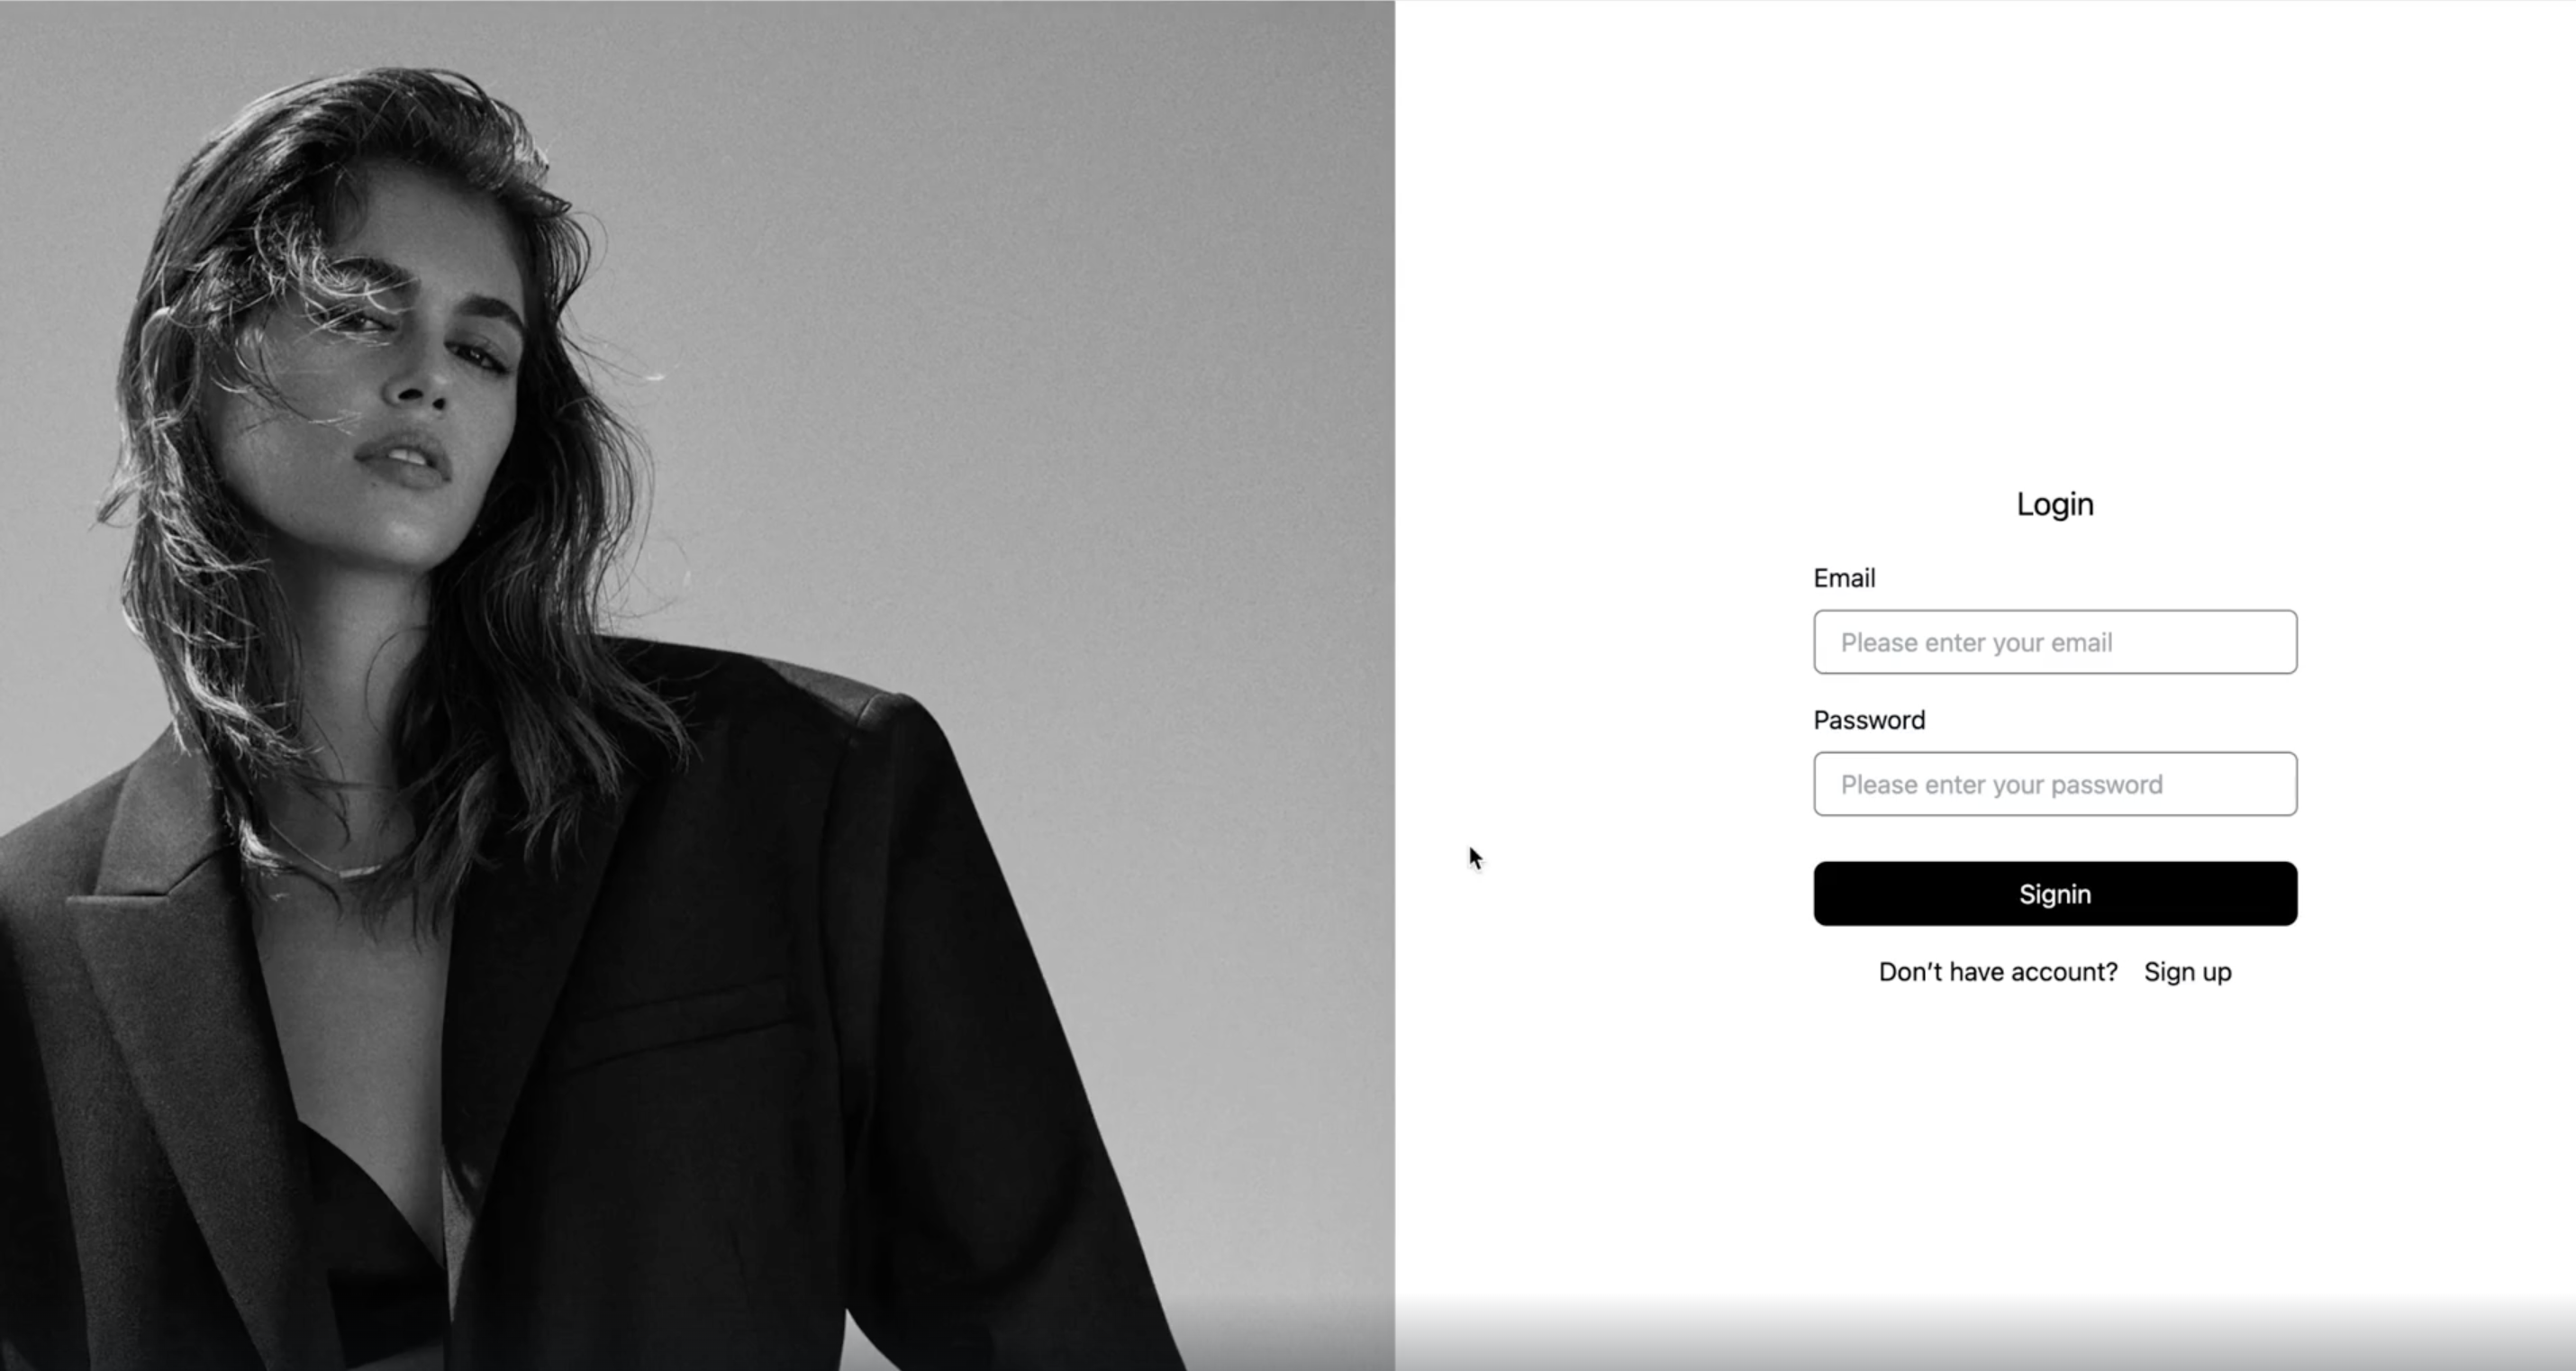 Login
Email
Please enter your email
Password
Please enter your password
Signin
Don’t have account? Sign up